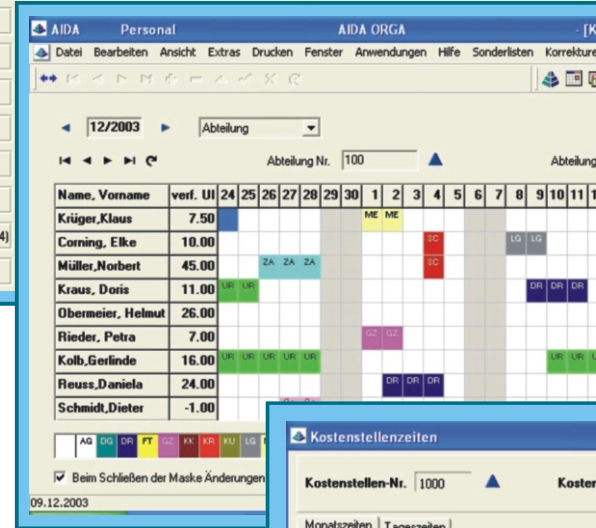 AIDA Personal AIDA ORGA - [K
Datei Bearbeiten Ansicht Extras Drucken Fenster Anwendungen Hilfe Sonderlisten Korrekture
12/2003 Abteilung
Abteilung Nr. 100 Abteilung
Name, Vorname verf. Ul 24 25 26 27 28 29 30 1 2 3 4 5 6 7 8 9 10 11 1
Krüger,Klaus 7.50 ME ME
Corning, Elke 10.00 SC LG LG
Müller,Norbert 45.00 ZA ZA ZA SC
Kraus, Doris 11.00 UR UR DR DR DR
Obermeier, Helmut 26.00
Rieder, Petra 7.00 GZ GZ
4)
Kolb,Gerlinde 16.00 UR UR UR UR UR UR UR U
Reuss,Daniela 24.00 DR DR DR
Schmidt,Dieter -1.00
AG DG DR FT GZ KK KR KU LG
Beim Schließen der Maske Änderungen
09.12.2003
Kostenstellenzeiten
Kostenstellen-Nr. 1000 Koster
Monatszeiten Tageszeiten